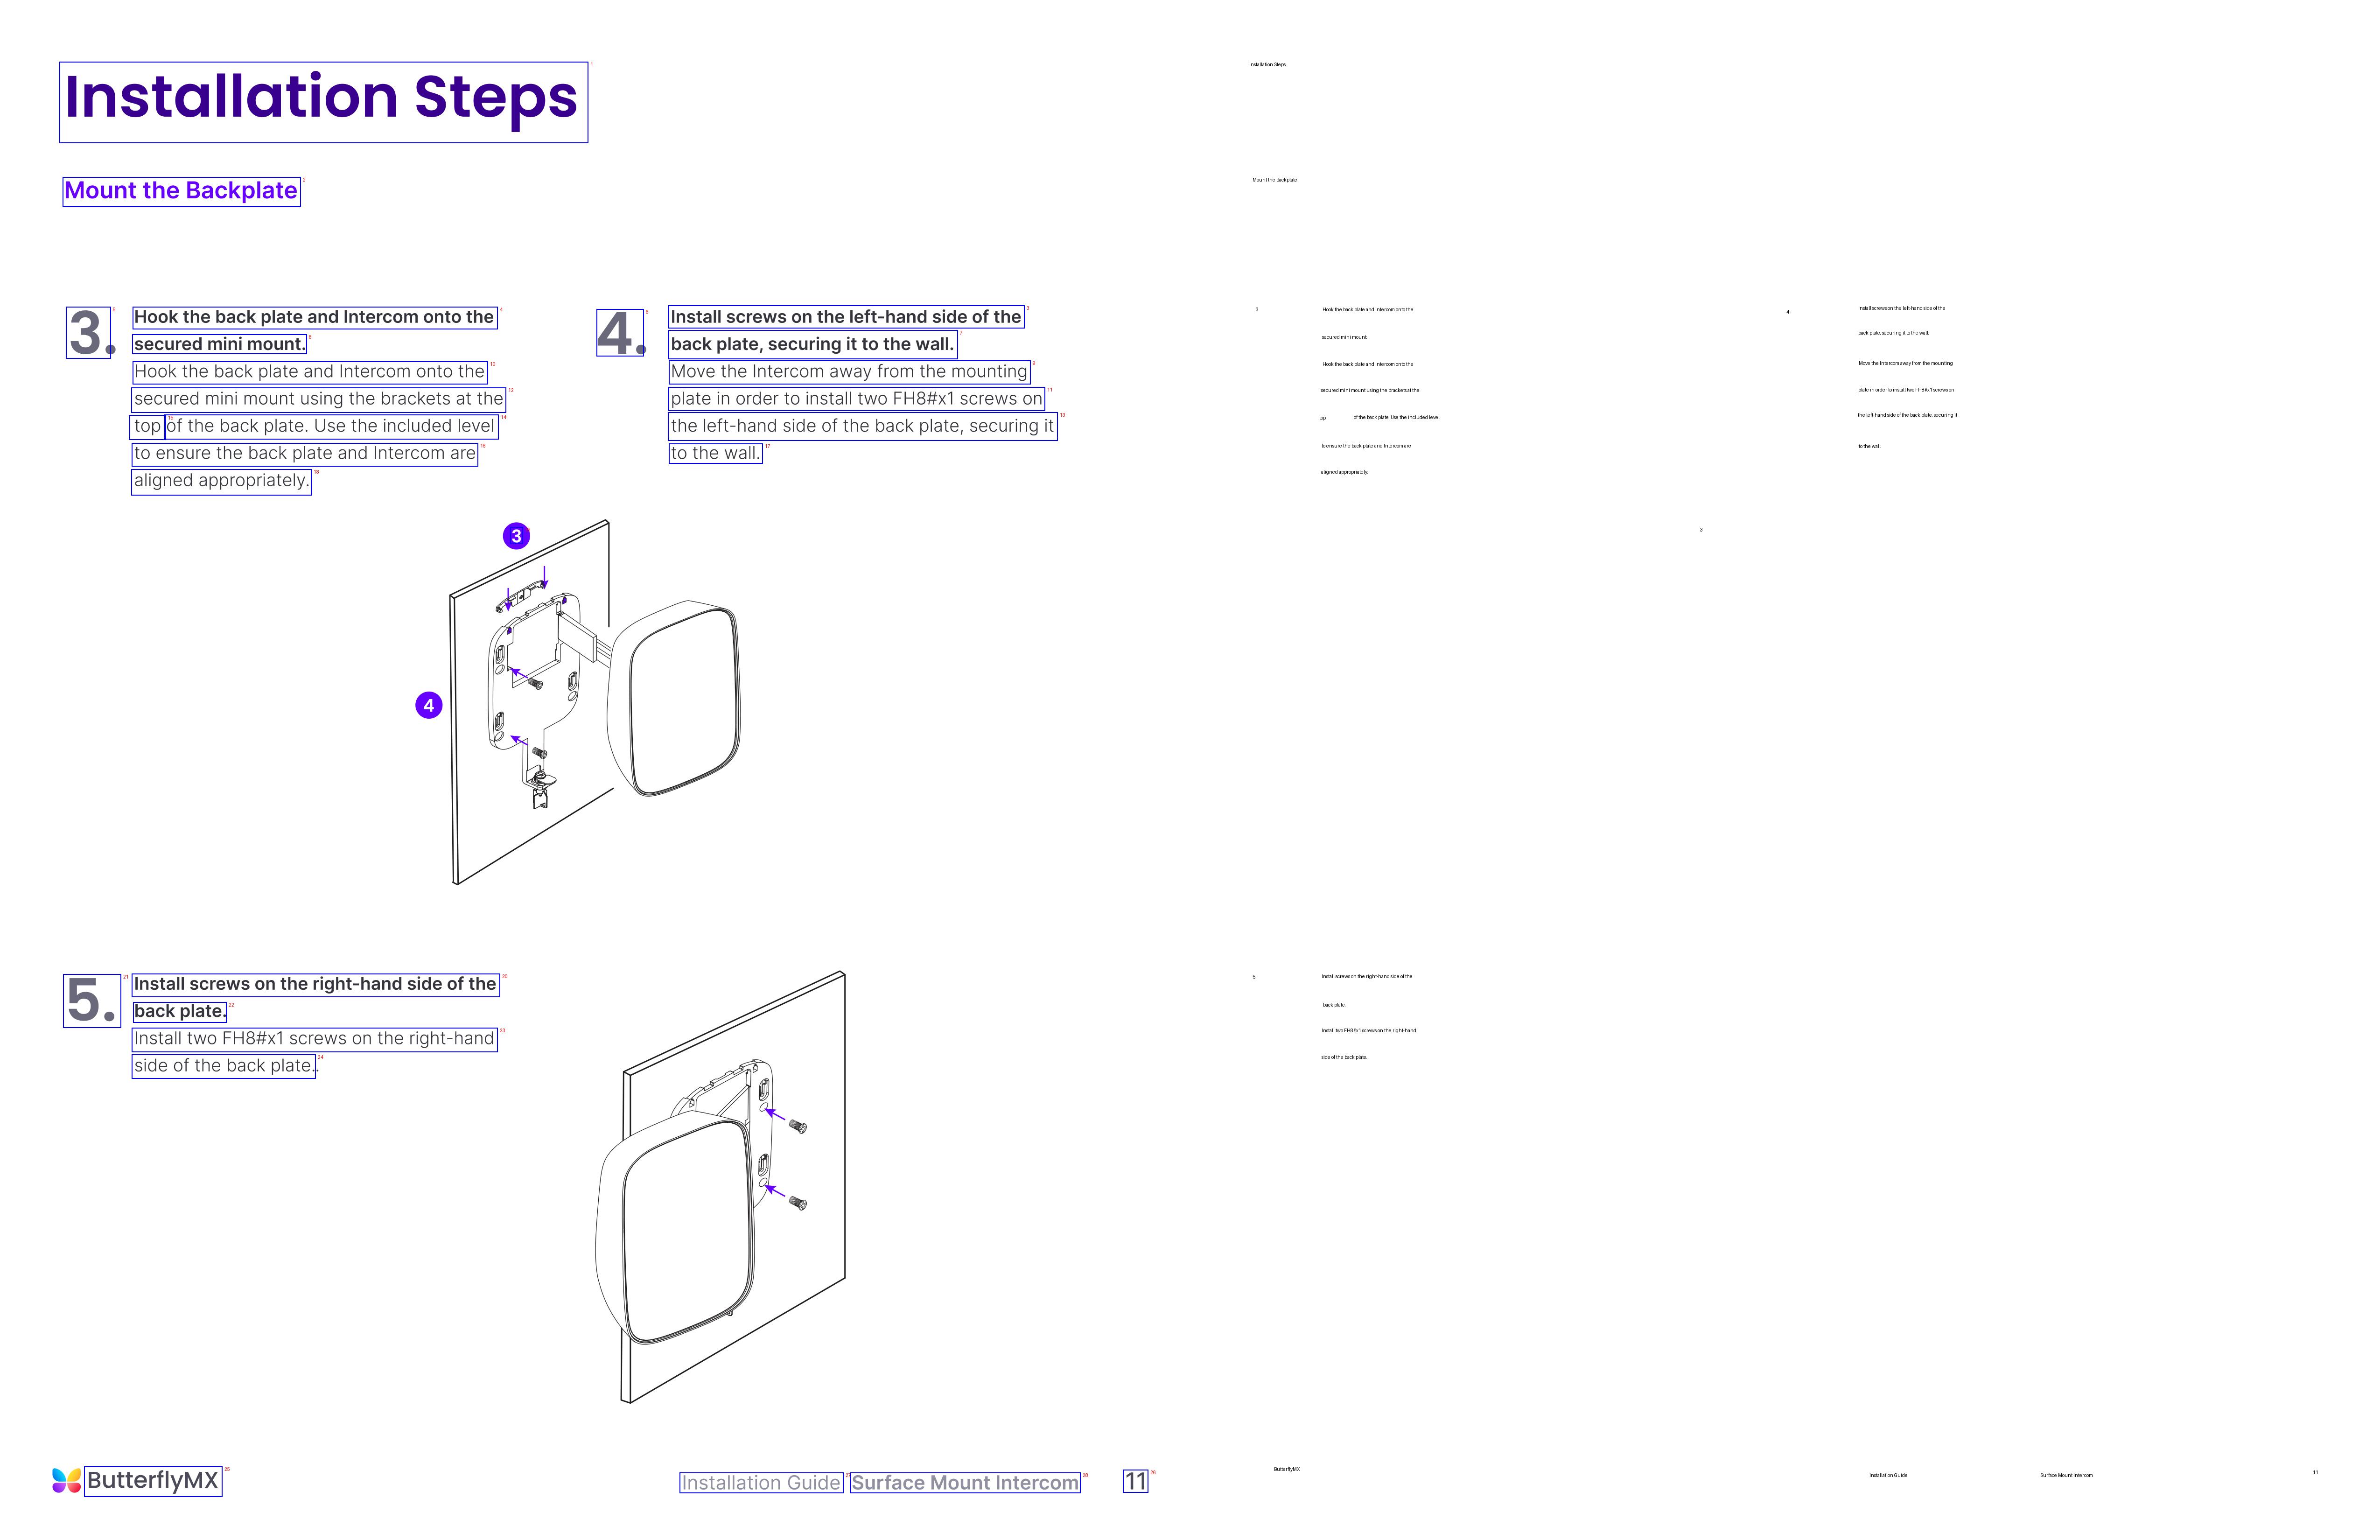 Installation Steps
Mount the Backplate
3.
Hook the back plate and Intercom onto the
secured mini mount.
Hook the back plate and Intercom onto the
secured mini mount using the brackets at the
top of the back plate. Use the included level
to ensure the back plate and Intercom are
aligned appropriately.
4.
Install screws on the left-hand side of the
back plate, securing it to the wall.
Move the Intercom away from the mounting
plate in order to install two FH8#x1 screws on
the left-hand side of the back plate, securing it
to the wall.
3
4
5.
Install screws on the right-hand side of the
back plate.
Install two FH8#x1 screws on the right-hand
side of the back plate..
ButterflyMX
Installation Guide Surface Mount Intercom 11
Installation Steps
Mount the Backplate
3
Hook the back plate and Intercom onto the
secured mini mount.
Hook the back plate and Intercom onto the
secured mini mount using the brackets at the
top of the back plate. Use the included level
to ensure the back plate and Intercom are
aligned appropriately.
4
Install screws on the left-hand side of the
back plate, securing it to the wall.
Move the Intercom away from the mounting
plate in order to install two FH8#x1 screws on
the left-hand side of the back plate, securing it
to the wall.
3
5.
Install screws on the right-hand side of the
back plate.
Install two FH8#x1 screws on the right-hand
side of the back plate.
ButterflyMX
Installation Guide Surface Mount Intercom 11